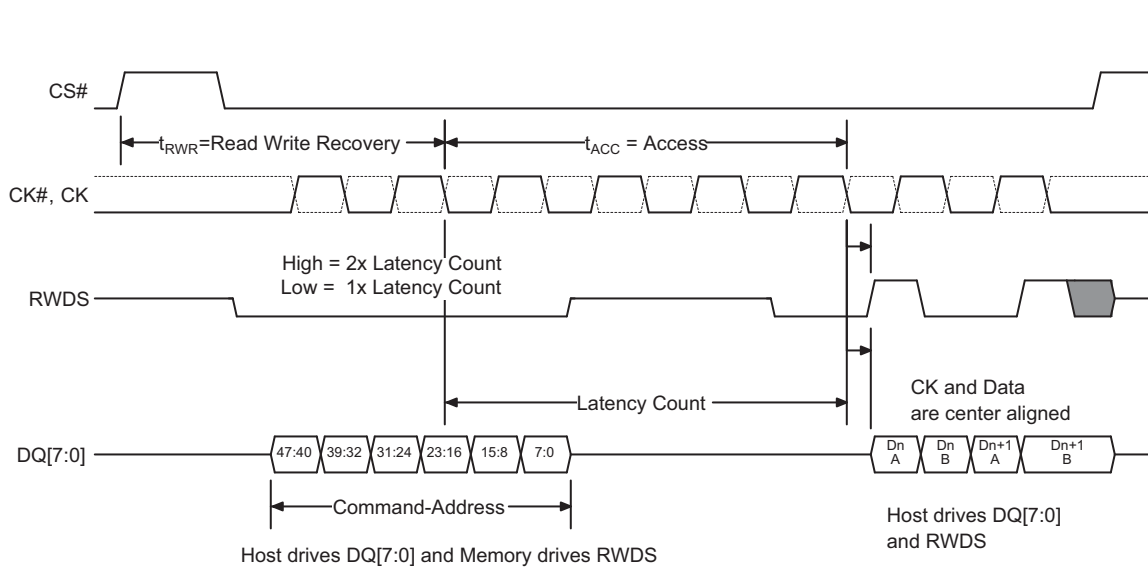 CS#
tRWR=Read Write Recovery
tACC = Access
CK#, CK
High = 2x Latency Count
Low = 1x Latency Count
RWDS
CK and Data
are center aligned
Latency Count
DQ[7:0]
47:40 39:32 31:24 23:16 15:8 7:0
Dn A
Dn B
Dn+1 A
Dn+1 B
Command-Address
Host drives DQ[7:0]
and RWDS
Host drives DQ[7:0] and Memory drives RWDS